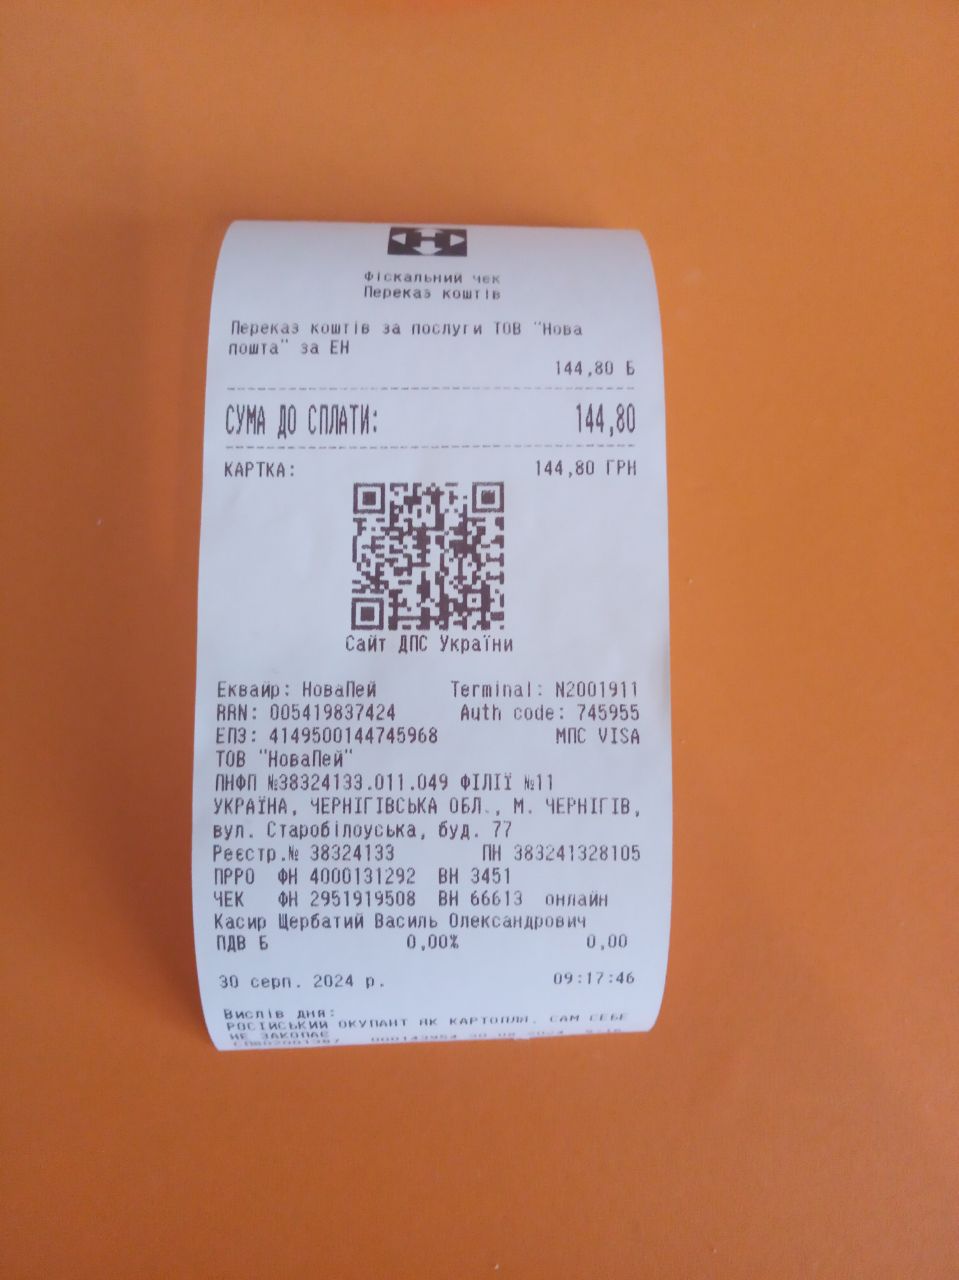 Фіскальний чек
Переказ коштів
Переказ коштів за послуги ТОВ "Нова
пошта" за ЕН
144,80 Б
СУМА ДО СПЛАТИ: 144,80
КАРТКА: 144,80 ГРН
Сайт ДПС України
Еквайр: НоваПей Terminal: N2001911
RRN: 005419837424 Auth code: 745955
ЕПЗ: 4149500144745968 МПС VISA
ТОВ "НоваПей"
ПНФП №38324133.011.049 ФІЛІЇ №11
УКРАЇНА, ЧЕРНІГІВСЬКА ОБЛ., М. ЧЕРНІГІВ,
вул. Старобілоуська, буд. 77
Реєстр.№ 38324133 ПН 383241328105
ПРРО ФН 4000131292 ВН 3451
ЧЕК ФН 2951919508 ВН 66613 онлайн
Касир Щербатий Василь Олександрович
ПДВ Б 0,00% 0,00
30 серп. 2024 р. 09:17:46
Вислів дня:
РОСІЙСЬКИЙ ОКУПАНТ ЯК КАРТОПЛЯ. САМ СЕБЕ
НЕ ЗАКОПАЄ